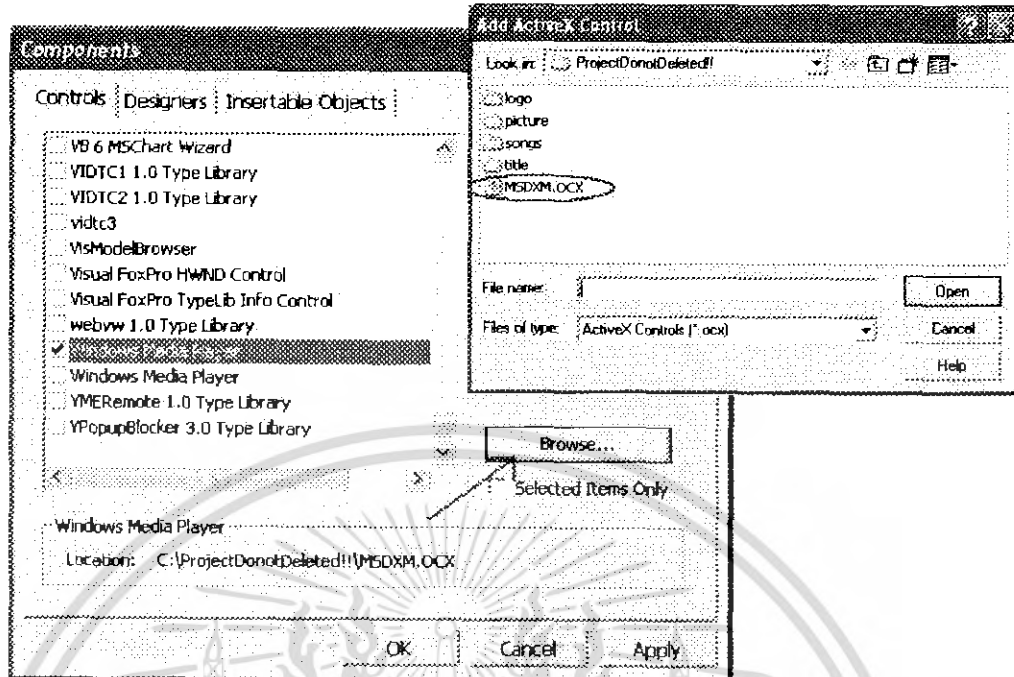 Components
Controls
Designers
Insertable Objects
VB 6 MSChart Wizard
VIDTC1 1.0 Type Library
VIDTC2 1.0 Type Library
vidtc3
VisModelBrowser
Visual FoxPro HWND Control
Visual FoxPro TypeLib Info Control
webvw 1.0 Type Library
Windows Media Player
Windows Media Player
YMERemote 1.0 Type Library
YPopupBlocker 3.0 Type Library
Browse...
Selected Items Only
Windows Media Player
Location: C:\ProjectDonotDeleted!!\MSDXM.OCX
OK
Cancel
Apply
Add ActiveX Control
Look in: ProjectDonotDeleted!!
logo
picture
songs
title
MSDXM.OCX
File name:
Open
Files of type: ActiveX Controls (*.ocx)
Cancel
Help